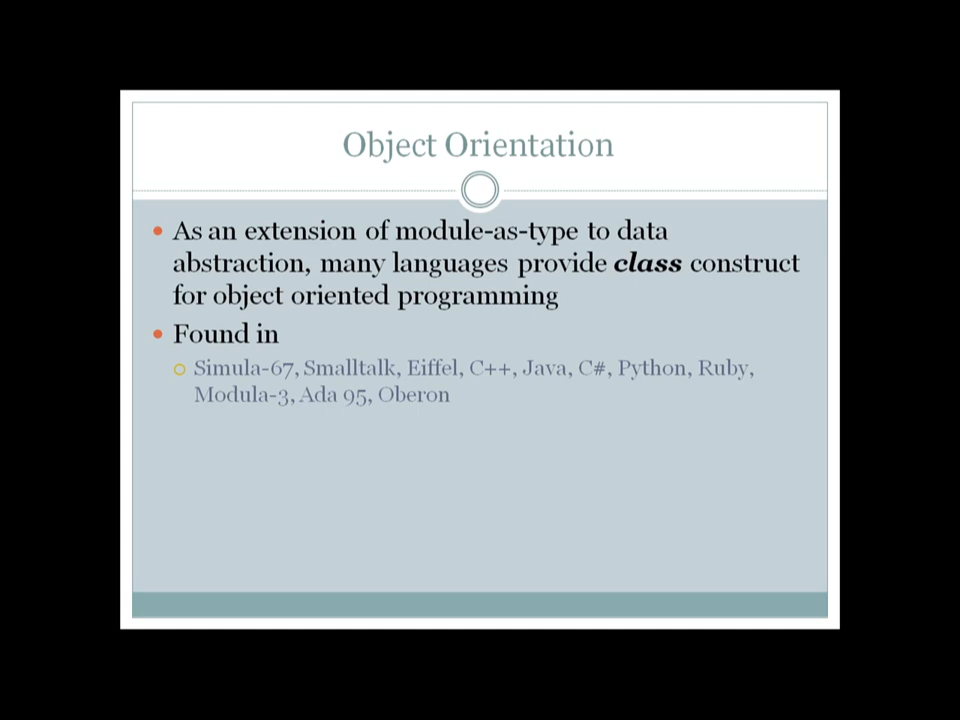 Object Orientation
As an extension of module-as-type to data
abstraction, many languages provide class construct
for object oriented programming
Found in
Simula-67, Smalltalk, Eiffel, C++, Java, C#, Python, Ruby,
Modula-3, Ada 95, Oberon